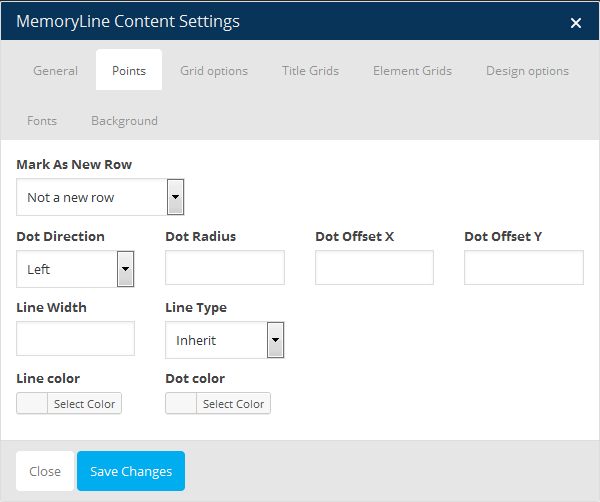 MemoryLine Content Settings ×
General Points Grid options Title Grids Element Grids Design options
Fonts Background
Mark As New Row
Not a new row
Dot Direction Dot Radius Dot Offset X Dot Offset Y
Left
Line Width Line Type
Inherit
Line color Dot color
Select Color Select Color
Close Save Changes